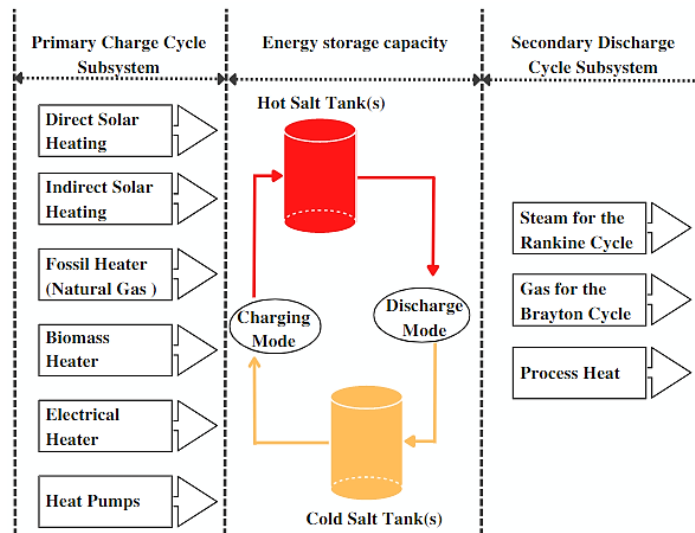 Primary Charge Cycle
Subsystem
Energy storage capacity
Secondary Discharge
Cycle Subsystem
Direct Solar
Heating
Indirect Solar
Heating
Fossil Heater
(Natural Gas )
Biomass
Heater
Electrical
Heater
Heat Pumps
Hot Salt Tank(s)
Charging
Mode
Discharge
Mode
Cold Salt Tank(s)
Steam for the
Rankine Cycle
Gas for the
Brayton Cycle
Process Heat